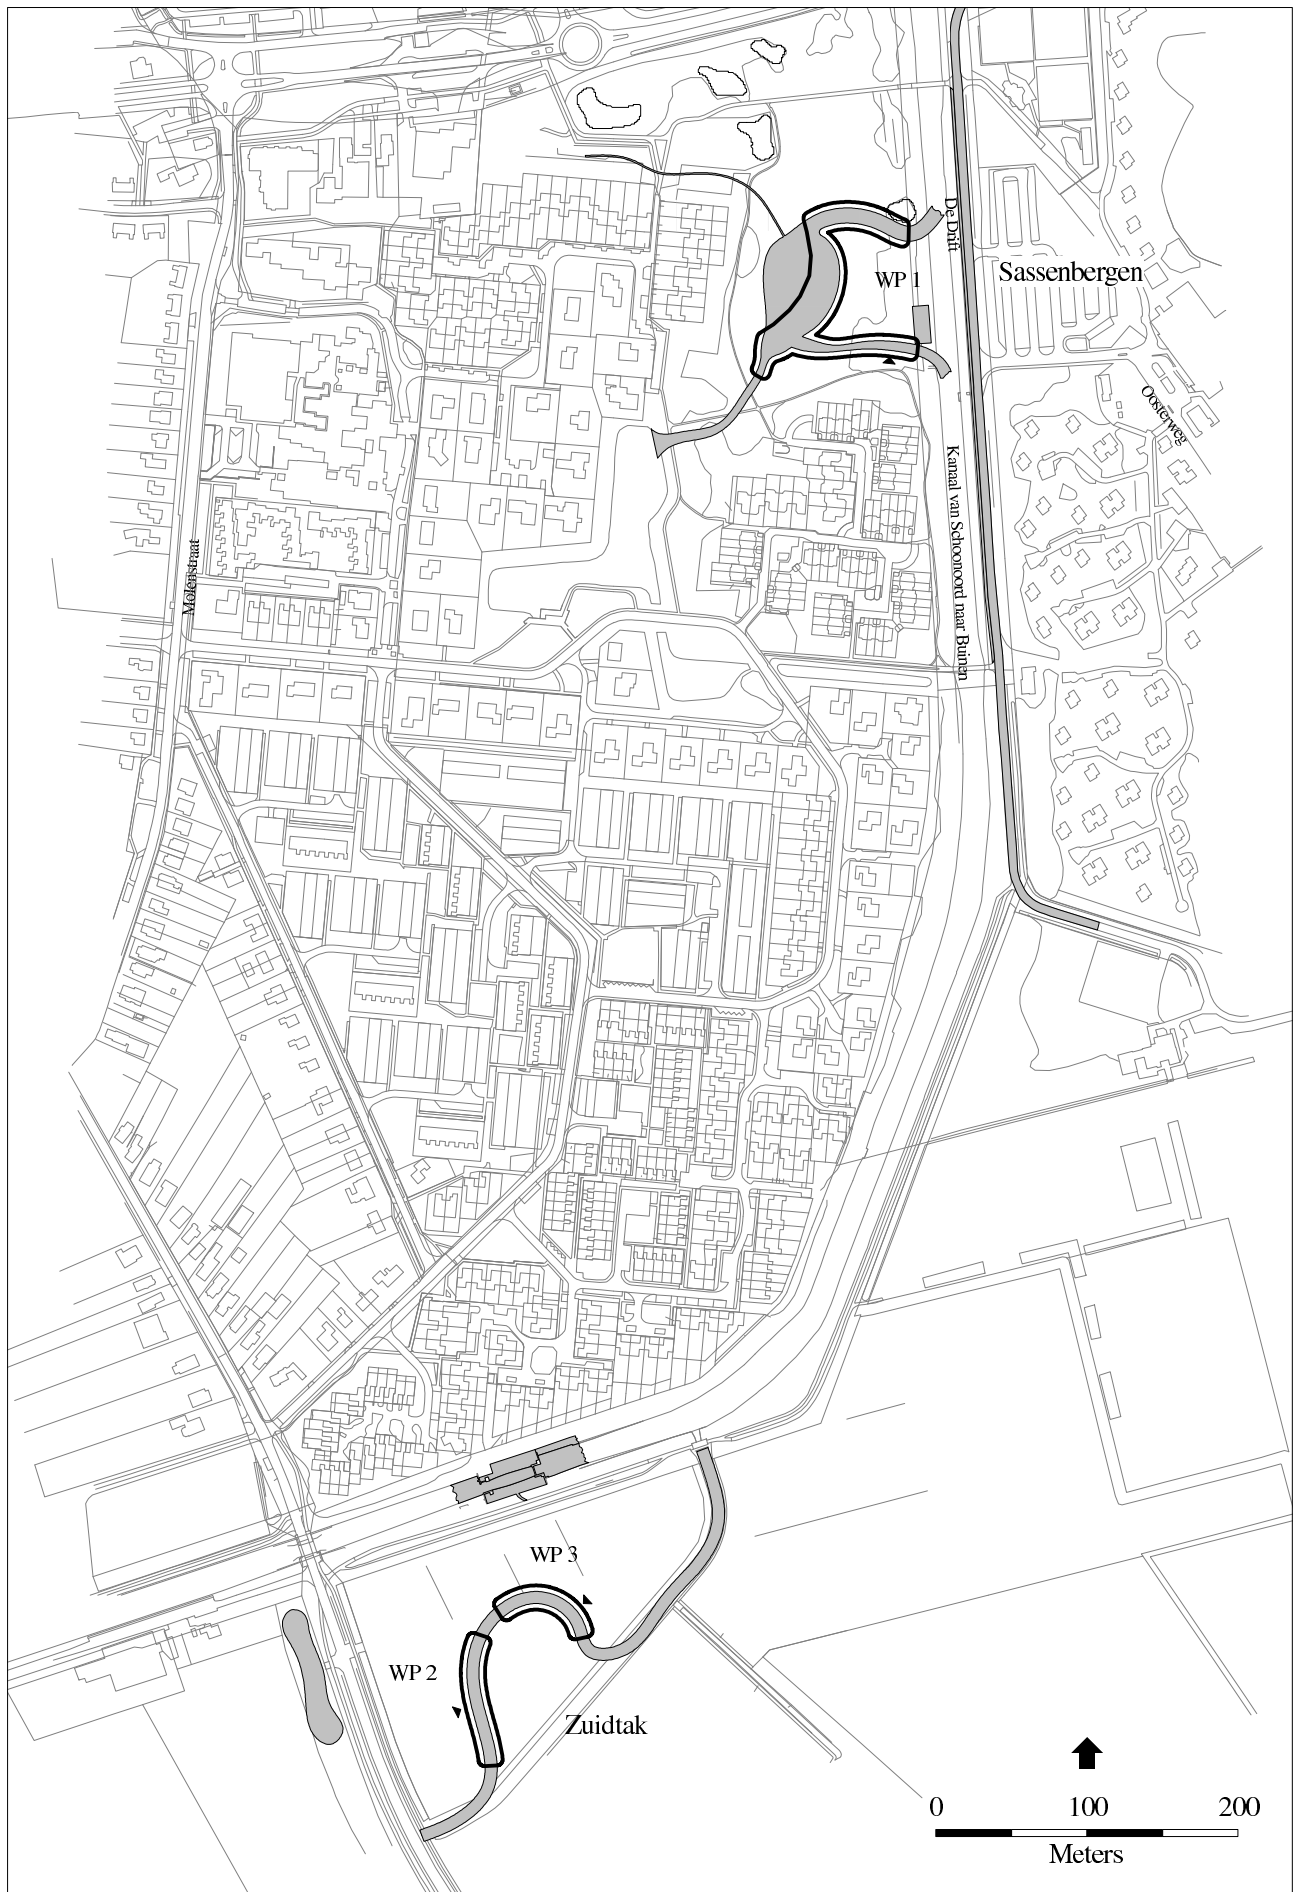 De Drift
Sassenbergen
WP 1
Oosterweg
Kanaal van Schoonoord naar Buinen
Molenstraat
WP 3
WP 2
Zuidtak
0 100 200
Meters